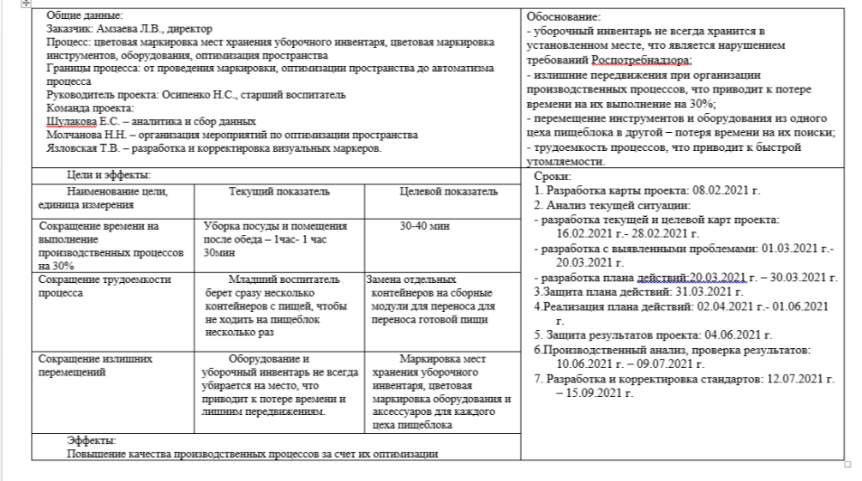 Общие данные:
Заказчик: Амзаева Л.В., директор
Процесс: цветовая маркировка мест хранения уборочного инвентаря, цветовая маркировка
инструментов, оборудования, оптимизация пространства
Границы процесса: от проведения маркировки, оптимизации пространства до автоматизма
процесса
Руководитель проекта: Осипенко Н.С., старший воспитатель
Команда проекта:
Шулакова Е.С. – аналитика и сбор данных
Молчанова Н.Н. – организация мероприятий по оптимизации пространства
Язловская Т.В. – разработка и корректировка визуальных маркеров.
Обоснование:
- уборочный инвентарь не всегда хранится в
установленном месте, что является нарушением
требований Роспотребнадзора;
- излишние передвижения при организации
производственных процессов, что приводит к потере
времени на их выполнение на 30%;
- перемещение инструментов и оборудования из одного
цеха пищеблока в другой – потеря времени на их поиски;
- трудоемкость процессов, что приводит к быстрой
утомляемости.
Цели и эффекты:
Наименование цели,
единица измерения
Текущий показатель
Целевой показатель
Сокращение времени на
выполнение
производственных процессов
на 30%
Уборка посуды и помещения
после обеда – 1час- 1 час
30мин
30-40 мин
Сокращение трудоемкости
процесса
Младший воспитатель
берет сразу несколько
контейнеров с пищей, чтобы
не ходить на пищеблок
несколько раз
Замена отдельных
контейнеров на сборные
модули для переноса для
переноса готовой пищи
Сокращение излишних
перемещений
Оборудование и
уборочный инвентарь не всегда
убирается на место, что
приводит к потере времени и
лишним передвижениям.
Маркировка мест
хранения уборочного
инвентаря, цветовая
маркировка оборудования и
аксессуаров для каждого
цеха пищеблока
Эффекты:
Повышение качества производственных процессов за счет их оптимизации
Сроки:
1. Разработка карты проекта: 08.02.2021 г.
2. Анализ текущей ситуации:
- разработка текущей и целевой карт проекта:
16.02.2021 г.- 28.02.2021 г.
- разработка с выявленными проблемами: 01.03.2021 г.-
20.03.2021 г.
- разработка плана действий:20.03.2021 г. – 30.03.2021 г.
3.Защита плана действий: 31.03.2021 г.
4.Реализация плана действий: 02.04.2021 г.- 01.06.2021
г.
5. Защита результатов проекта: 04.06.2021 г.
6.Производственный анализ, проверка результатов:
10.06.2021 г. – 09.07.2021 г.
7. Разработка и корректировка стандартов: 12.07.2021 г.
– 15.09.2021 г.